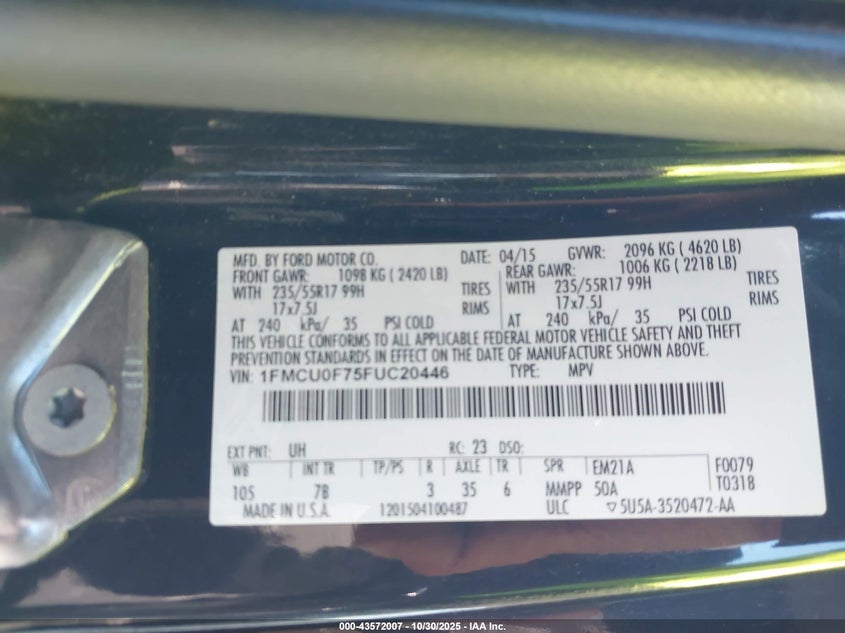 MFD. BY FORD MOTOR CO. DATE: 04/15 GVWR: 2096 KG ( 4620 LB)
FRONT GAWR: 1098 KG ( 2420 LB) REAR GAWR: 1006 KG ( 2218 LB)
WITH 235/55R17 99H TIRES WITH 235/55R17 99H TIRES
17x7.5J RIMS 17x7.5J RIMS
AT 240 kPa/ 35 PSI COLD AT 240 kPa/ 35 PSI COLD
THIS VEHICLE CONFORMS TO ALL APPLICABLE FEDERAL MOTOR VEHICLE SAFETY AND THEFT
PREVENTION STANDARDS IN EFFECT ON THE DATE OF MANUFACTURE SHOWN ABOVE.
VIN: 1FMCU0F75FUC20446 TYPE: MPV
EXT PNT: UH RC: 23 DSO:
WB INT TR TP/PS R AXLE TR SPR EM21A F0079
105 7B 3 35 6 MMPP 50A T0318
MADE IN U.S.A. 1201504100487 ULC ▽5U5A-3520472-AA
000-43572007 - 10/30/2025 - IAA Inc.